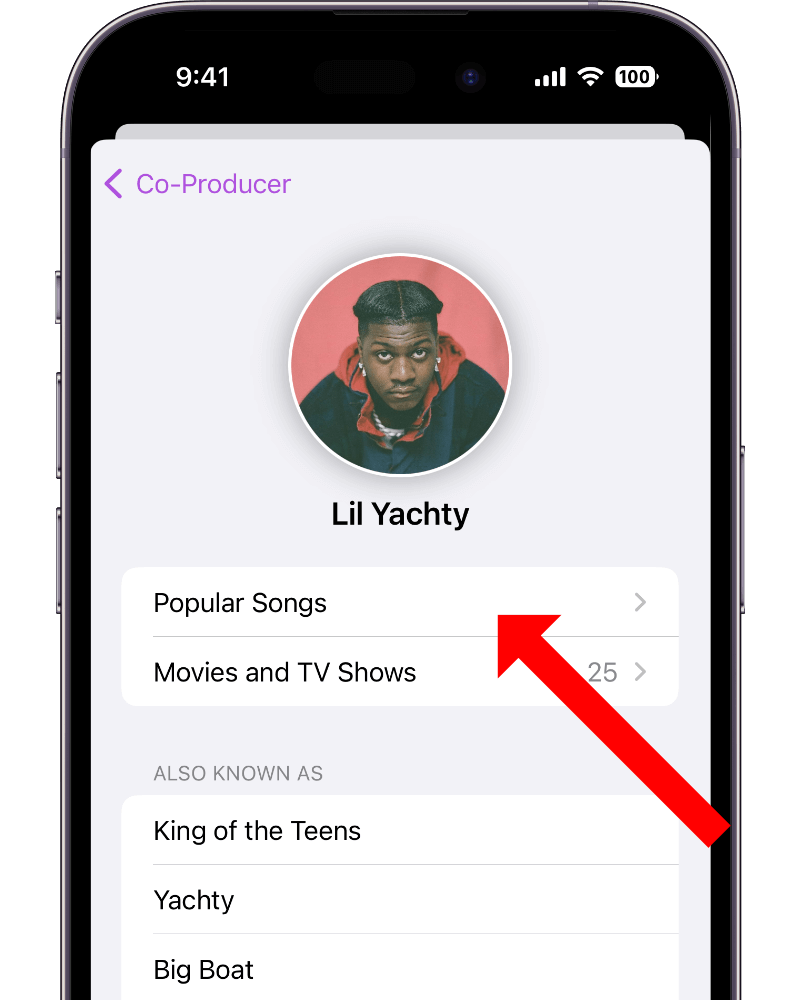 9:41
100
Co-Producer
Lil Yachty
Popular Songs
Movies and TV Shows 25
ALSO KNOWN AS
King of the Teens
Yachty
Big Boat